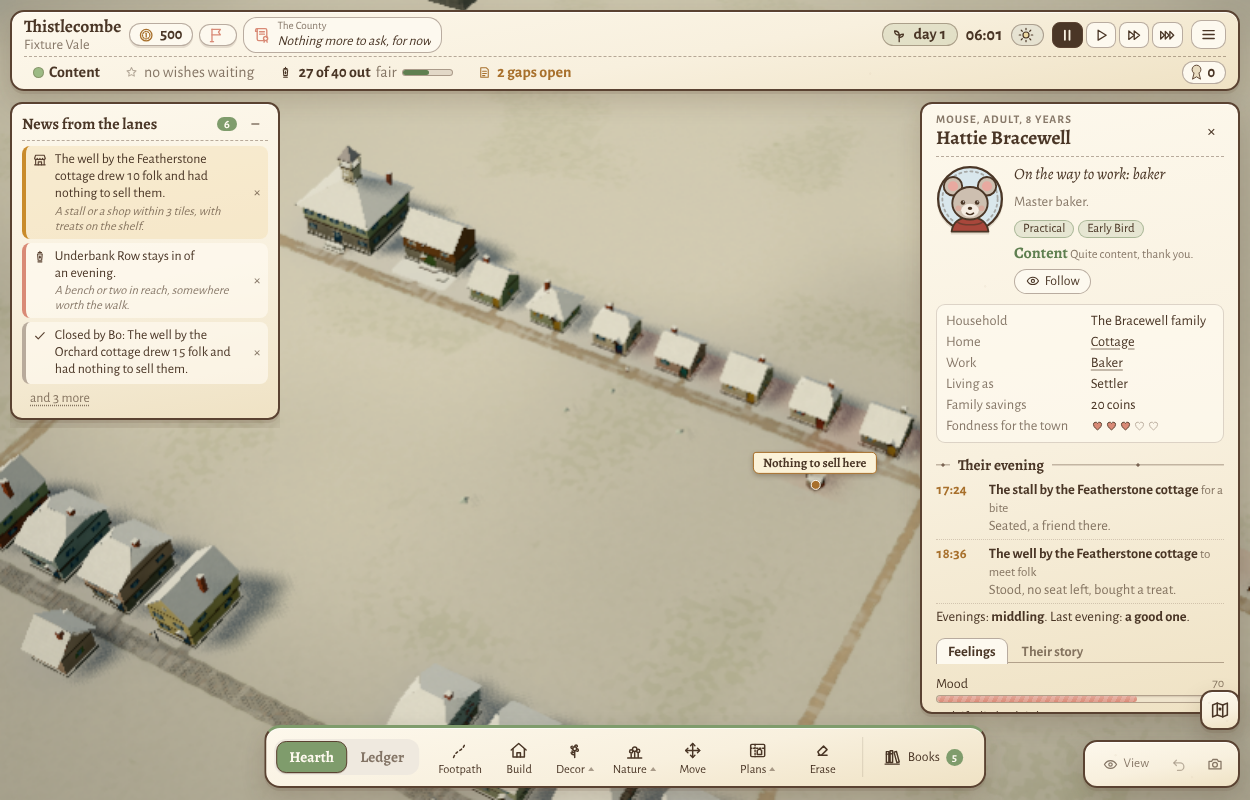 Thistlecombe
Fixture Vale
500
The County
Nothing more to ask, for now
day 1
06:01
Content
no wishes waiting
27 of 40 out fair
2 gaps open
0
News from the lanes
6
The well by the Featherstone
cottage drew 10 folk and had
nothing to sell them.
A stall or a shop within 3 tiles, with
treats on the shelf.
Underbank Row stays in of
an evening.
A bench or two in reach, somewhere
worth the walk.
Closed by Bo: The well by the
Orchard cottage drew 15 folk and
had nothing to sell them.
and 3 more
Nothing to sell here
MOUSE, ADULT, 8 YEARS
Hattie Bracewell
On the way to work: baker
Master baker.
Practical
Early Bird
Content Quite content, thank you.
Follow
Household The Bracewell family
Home Cottage
Work Baker
Living as Settler
Family savings 20 coins
Fondness for the town
Their evening
17:24 The stall by the Featherstone cottage for a
bite
Seated, a friend there.
18:36 The well by the Featherstone cottage to
meet folk
Stood, no seat left, bought a treat.
Evenings: middling. Last evening: a good one.
Feelings
Their story
Mood 70
Hearth
Ledger
Footpath
Build
Decor
Nature
Move
Plans
Erase
Books 5
View